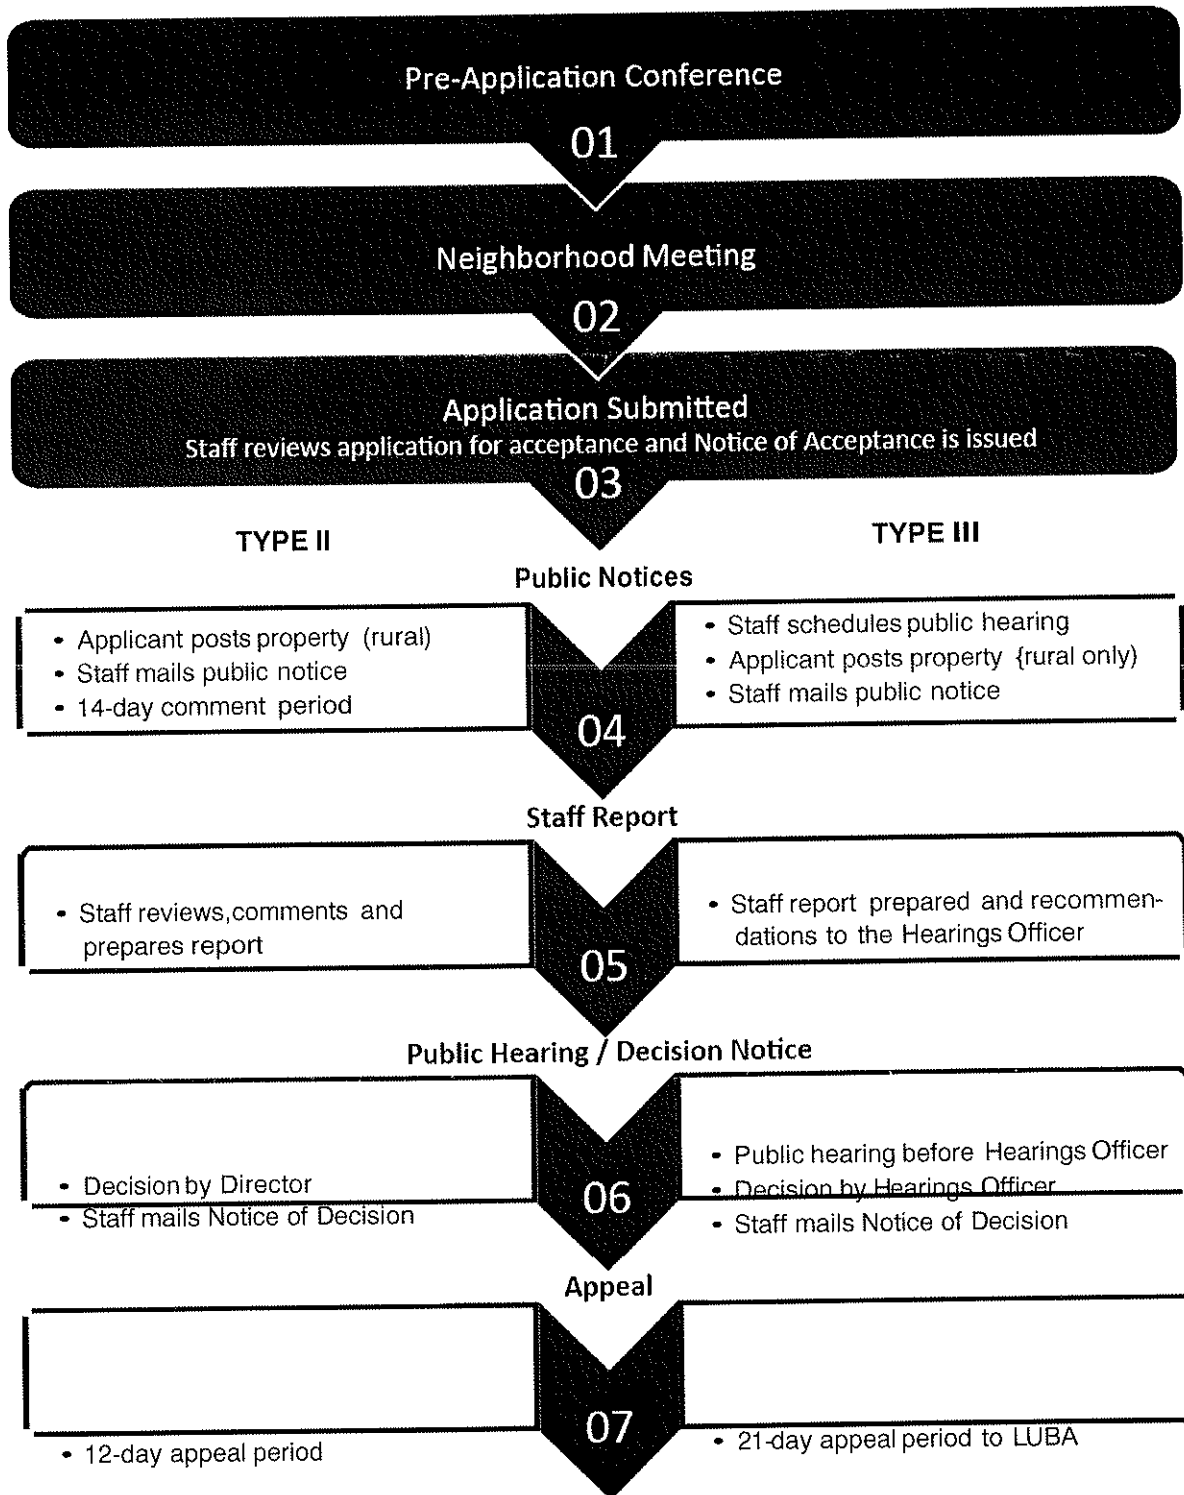 Pre-Application Conference
01
Neighborhood Meeting
02
Application Submitted
Staff reviews application for acceptance and Notice of Acceptance is issued
03
TYPE II
TYPE III
Public Notices
• Applicant posts property (rural)
• Staff mails public notice
• 14-day comment period
04
• Staff schedules public hearing
• Applicant posts property {rural only)
• Staff mails public notice
Staff Report
• Staff reviews,comments and
prepares report
05
• Staff report prepared and recommen-
dations to the Hearings Officer
Public Hearing / Decision Notice
• Decision by Director
• Staff mails Notice of Decision
06
• Public hearing before Hearings Officer
• Decision by Hearings Officer
• Staff mails Notice of Decision
Appeal
• 12-day appeal period
07
• 21-day appeal period to LUBA